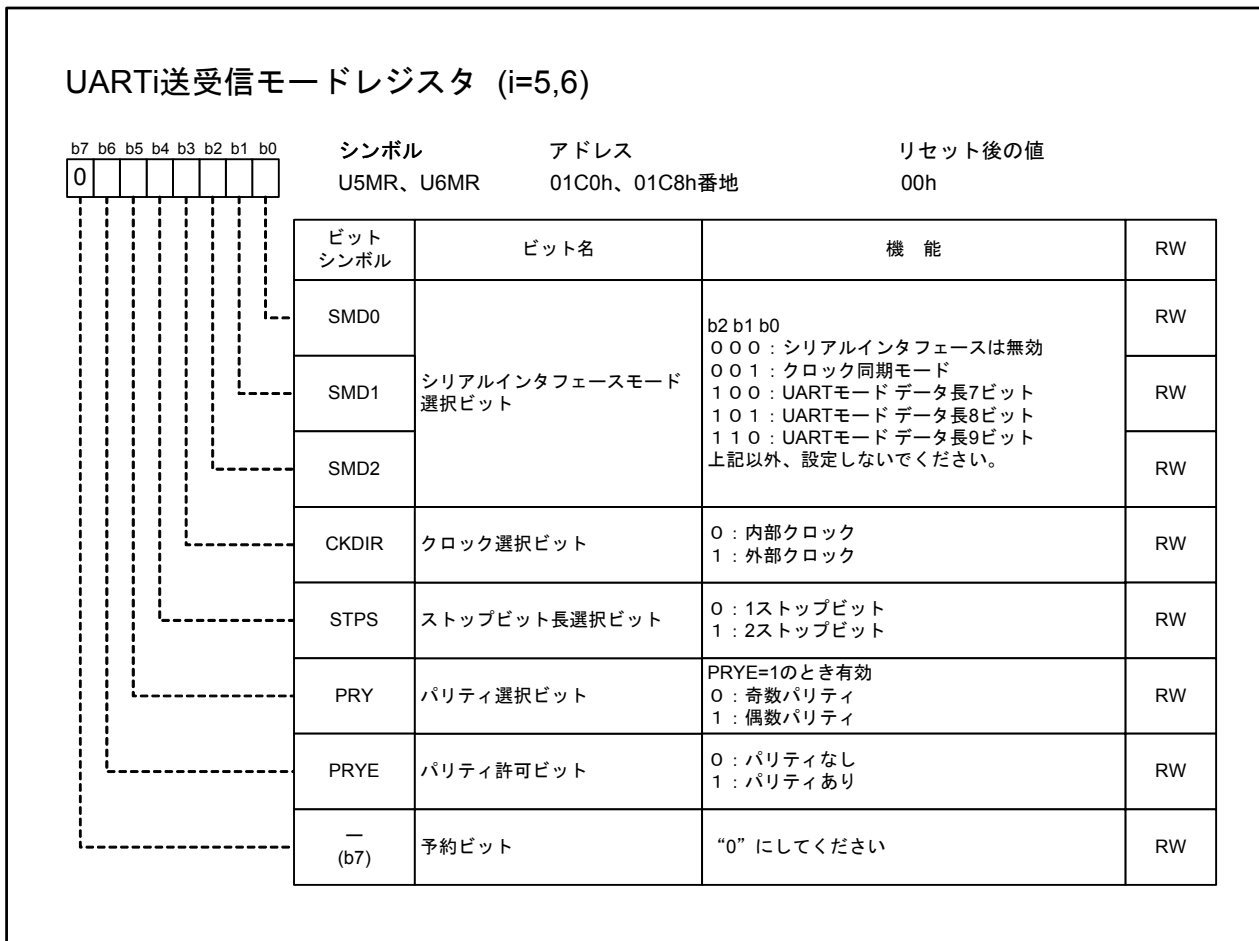 UARTi送受信モードレジスタ (i=5,6)
b7 b6 b5 b4 b3 b2 b1 b0
0
シンボル アドレス リセット後の値
U5MR、U6MR 01C0h、01C8h番地 00h
ビット
シンボル
ビット名
機 能
RW
SMD0
SMD1
SMD2
シリアルインタフェースモード
選択ビット
b2 b1 b0
0 0 0:シリアルインタフェースは無効
0 0 1:クロック同期モード
1 0 0:UARTモード データ長7ビット
1 0 1:UARTモード データ長8ビット
1 1 0:UARTモード データ長9ビット
上記以外、設定しないでください。
RW
RW
RW
CKDIR
クロック選択ビット
0:内部クロック
1:外部クロック
RW
STPS
ストップビット長選択ビット
0:1ストップビット
1:2ストップビット
RW
PRY
パリティ選択ビット
PRYE=1のとき有効
0:奇数パリティ
1:偶数パリティ
RW
PRYE
パリティ許可ビット
0:パリティなし
1:パリティあり
RW
—
(b7)
予約ビット
“0”にしてください
RW